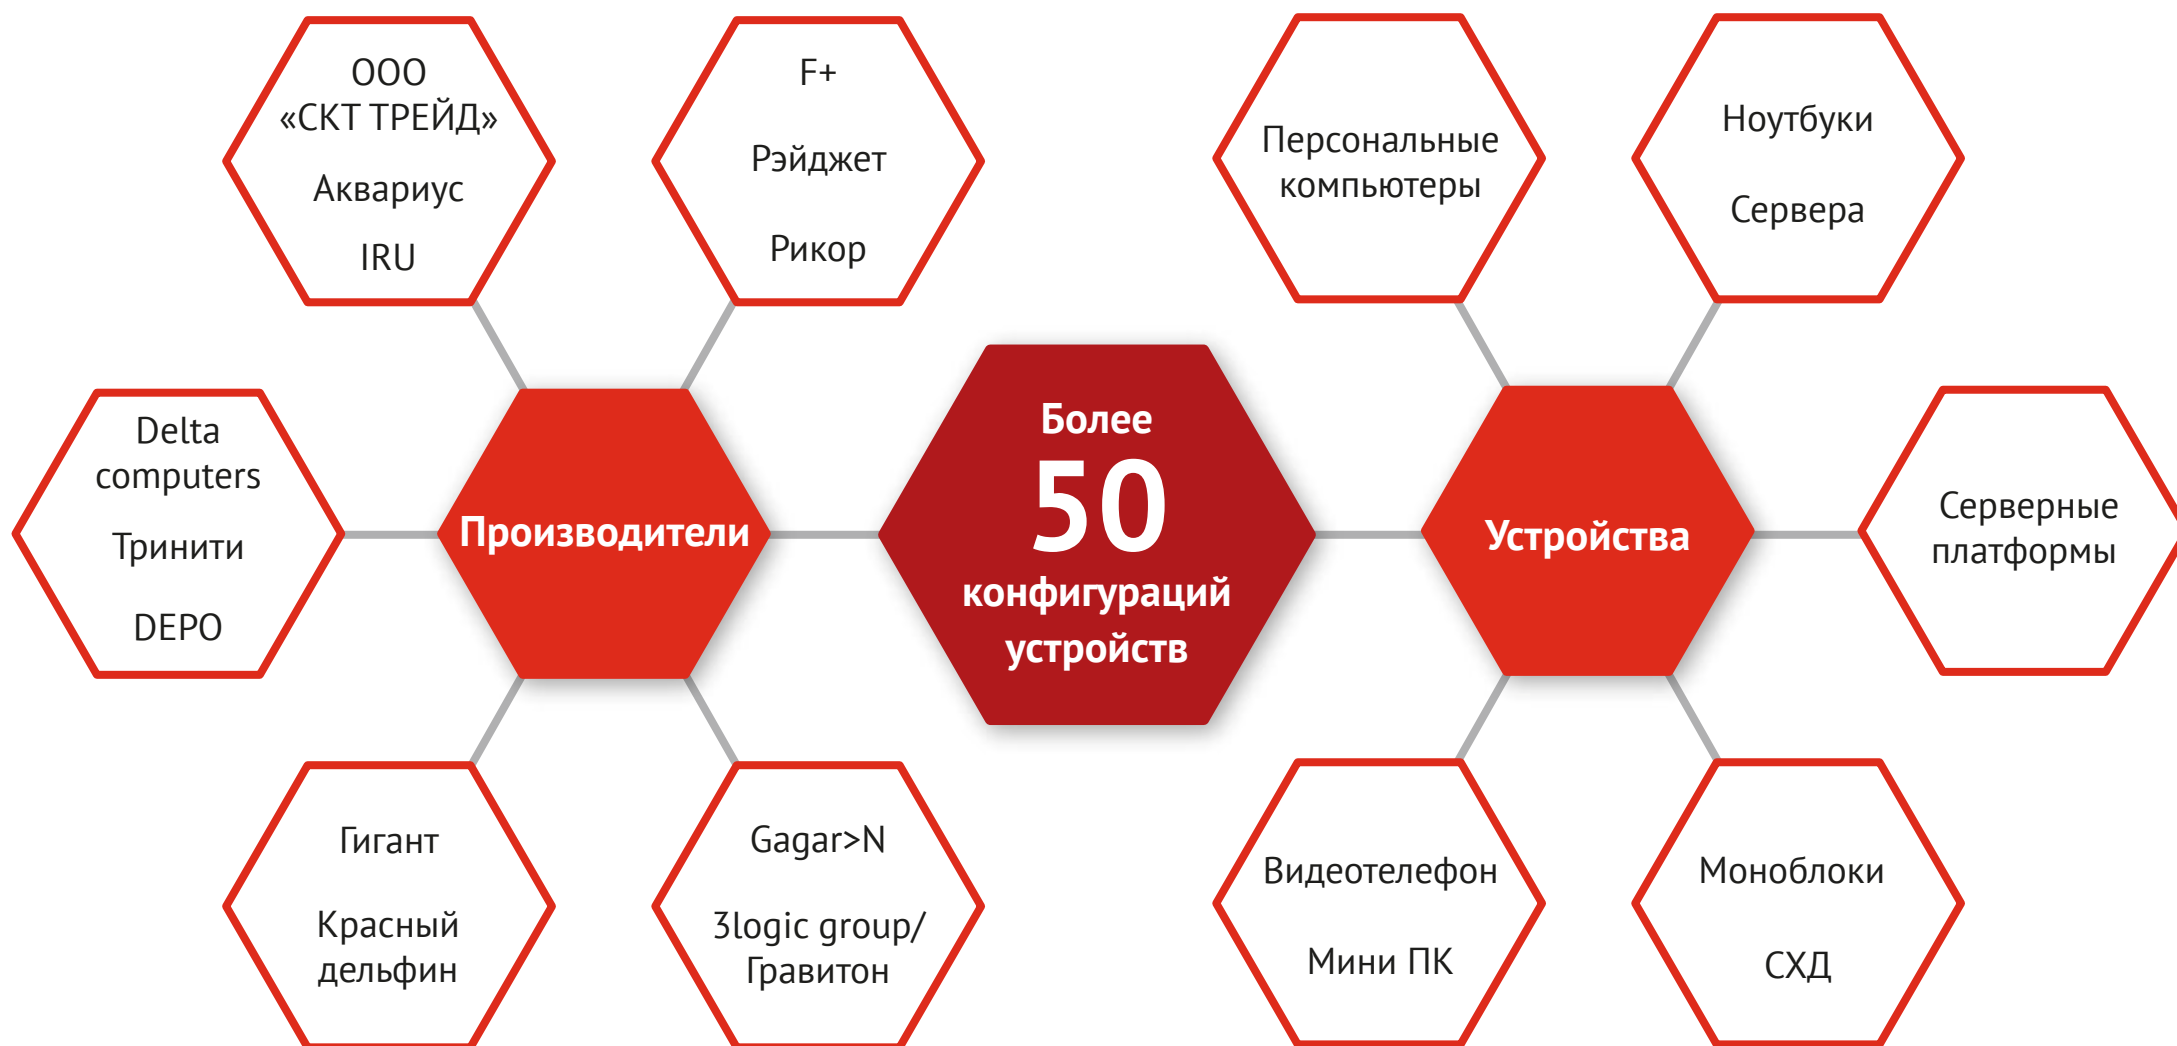 ООО
«СКТ ТРЕЙД»
Аквариус
IRU
F+
Рэйджет
Рикор
Delta
computers
Тринити
DEPO
Производители
Гигант
Красный
дельфин
Gagar>N
3logic group/
Гравитон
Более
50
конфигураций
устройств
Персональные
компьютеры
Ноутбуки
Сервера
Устройства
Серверные
платформы
Видеотелефон
Мини ПК
Моноблоки
СХД